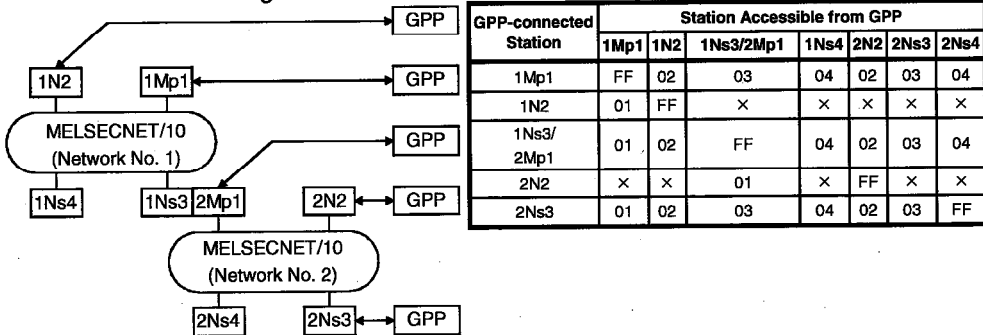 GPP
1N2
1Mp1
GPP
MELSECNET/10
(Network No. 1)
GPP
1Ns4
1Ns3
2Mp1
2N2
GPP
MELSECNET/10
(Network No. 2)
2Ns4
2Ns3
GPP
GPP-connected Station | Station Accessible from GPP
1Mp1 | 1N2 | 1Ns3/2Mp1 | 1Ns4 | 2N2 | 2Ns3 | 2Ns4
1Mp1 | FF | 02 | 03 | 04 | 02 | 03 | 04
1N2 | 01 | FF | × | × | × | × | ×
1Ns3/ 2Mp1 | 01 | 02 | FF | 04 | 02 | 03 | 04
2N2 | × | × | 01 | × | FF | × | ×
2Ns3 | 01 | 02 | 03 | 04 | 02 | 03 | FF